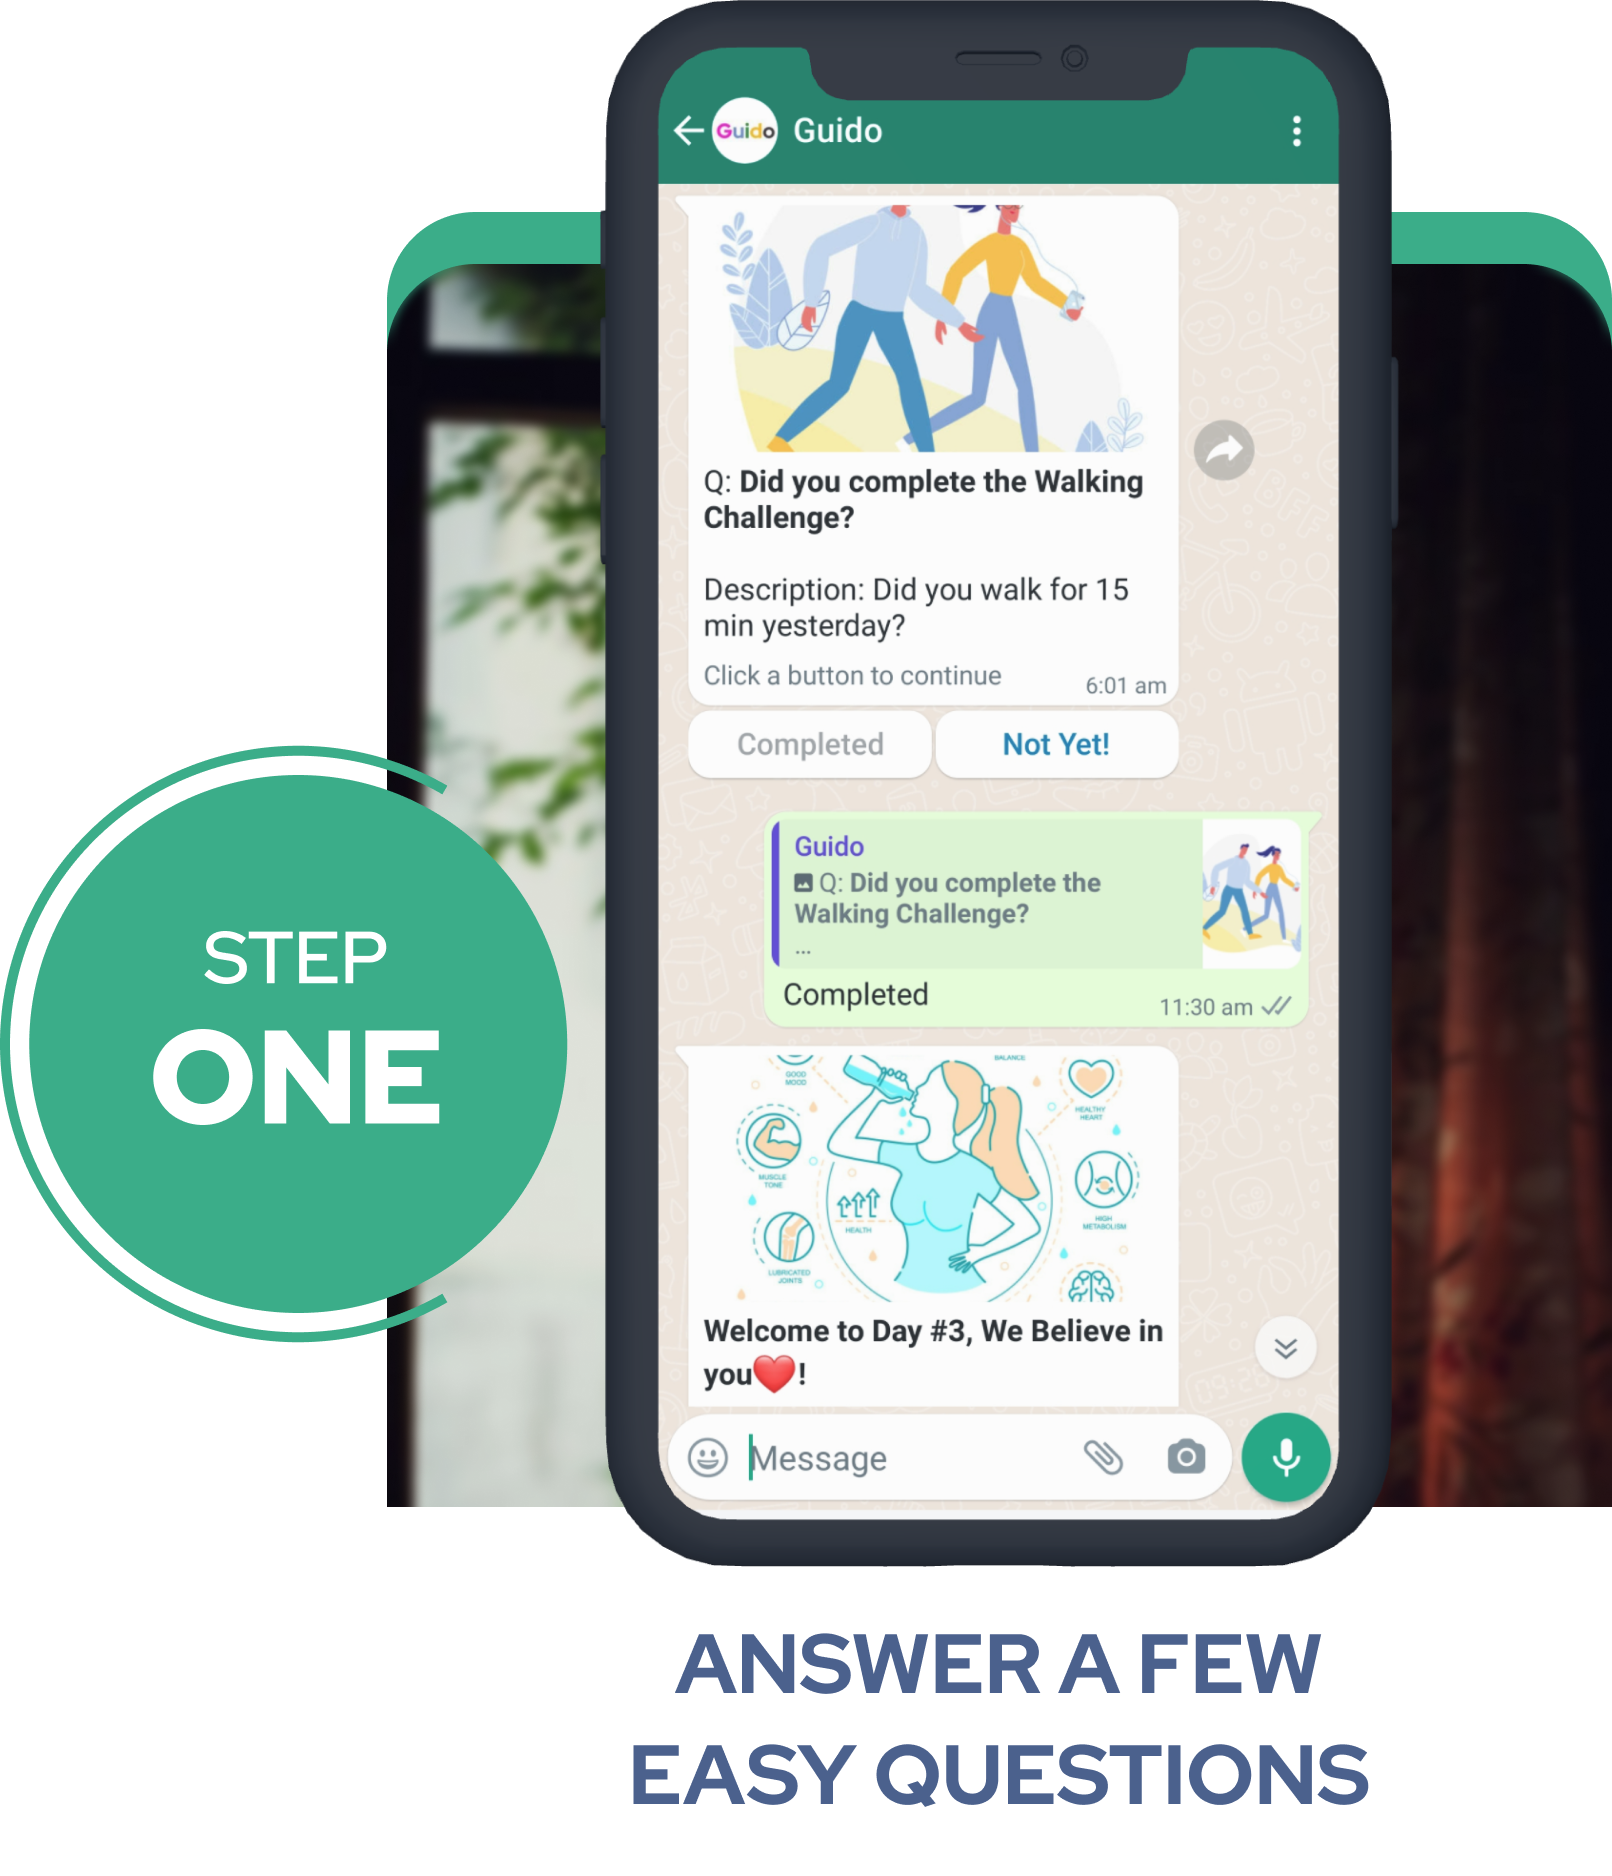 Guido
Guido
Q: Did you complete the Walking
Challenge?
Description: Did you walk for 15
min yesterday?
Click a button to continue
6:01 am
Completed
Not Yet!
Guido
Q: Did you complete the
Walking Challenge?
...
Completed
11:30 am
GOOD
MOOD
BALANCE
HEALTHY
HEART
MUSCLE
TONE
HEALTH
HIGH
METABOLISM
LUBRICATED
JOINTS
Welcome to Day #3, We Believe in
you❤️!
Message
STEP
ONE
ANSWER A FEW
EASY QUESTIONS